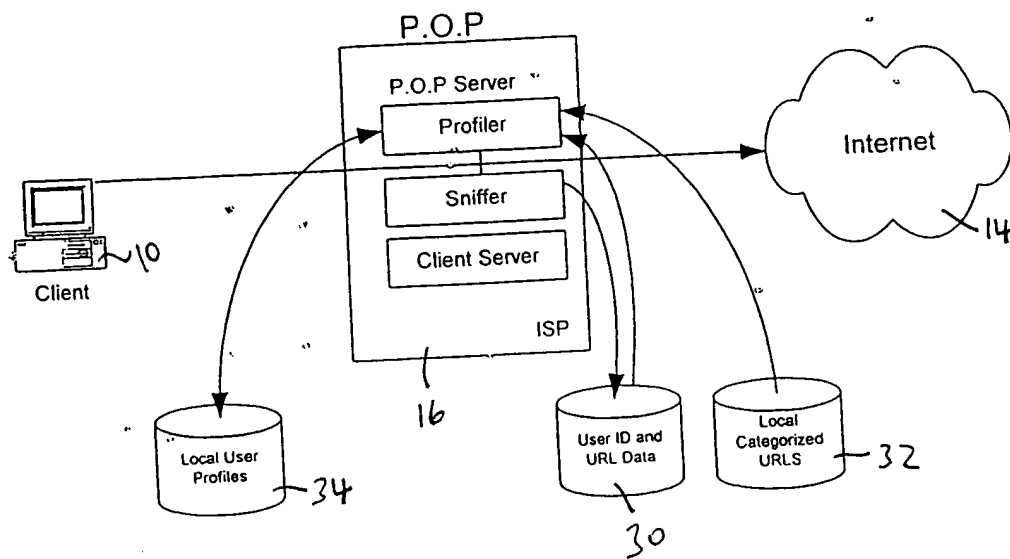 P.O.P
P.O.P Server
Profiler
Sniffer
Client Server
ISP
Internet
Client
10
14
16
Local User
Profiles
34
User ID and
URL Data
30
Local
Categorized
URLS
32